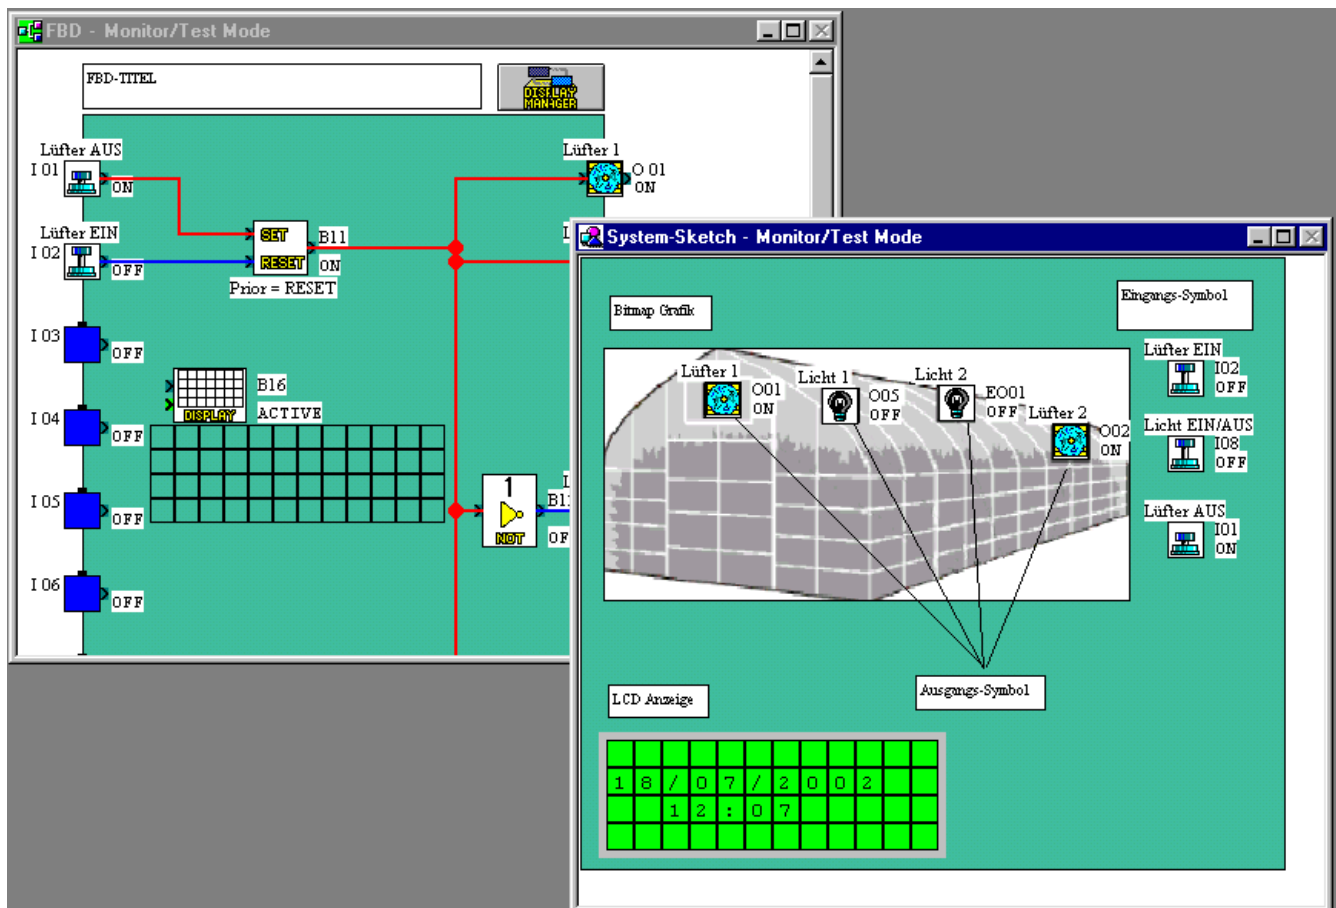 FBD - Monitor/Test Mode
FBD-TITEL
DISPLAY
MANAGER
Lüfter AUS
I 01
ON
Lüfter EIN
I 02
OFF
SET
RESET
B11
ON
Prior = RESET
Lüfter 1
O 01
ON
I 03
OFF
B16
DISPLAY
ACTIVE
I 04
OFF
I 05
OFF
1
NOT
I 06
OFF
System-Sketch - Monitor/Test Mode
Bitmap Grafik
Eingangs-Symbol
Lüfter 1
O01
ON
Licht 1
O05
OFF
Licht 2
EO01
OFF
Lüfter 2
O02
ON
Lüfter EIN
I02
OFF
Licht EIN/AUS
I08
OFF
Lüfter AUS
I01
ON
LCD Anzeige
Ausgangs-Symbol
18/07/2002
12:07